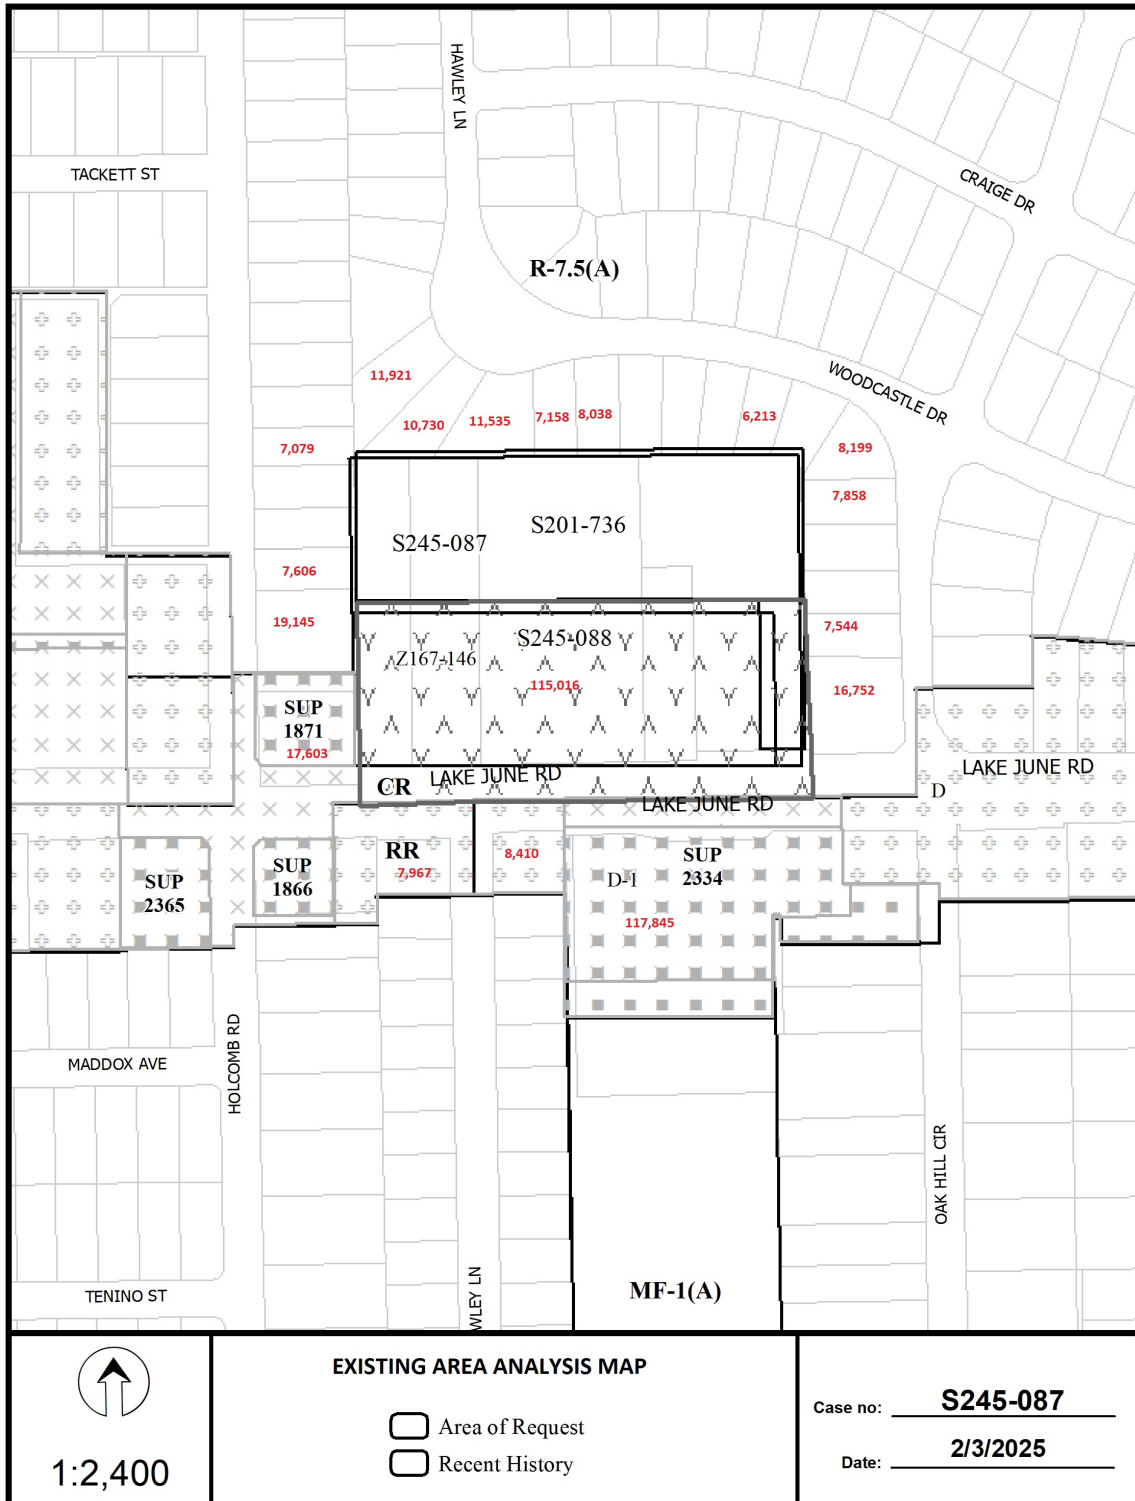 HAWLEY LN
TACKETT ST
CRAIGE DR
R-7.5(A)
WOODCASTLE DR
11,921
10,730
11,535
7,158
8,038
6,213
8,199
7,079
7,858
S201-736
S245-087
7,606
19,145
7,544
S245-088
Z167-146
115,016
16,752
SUP
1871
17,603
CR
LAKE JUNE RD
LAKE JUNE RD
LAKE JUNE RD
D
RR
7,967
8,410
SUP
2365
SUP
1866
SUP
2334
D-1
117,845
MADDOX AVE
HOLCOMB RD
OAK HILL CIR
TENINO ST
WLEY LN
MF-1(A)
1:2,400
EXISTING AREA ANALYSIS MAP
Area of Request
Recent History
Case no: S245-087
Date: 2/3/2025